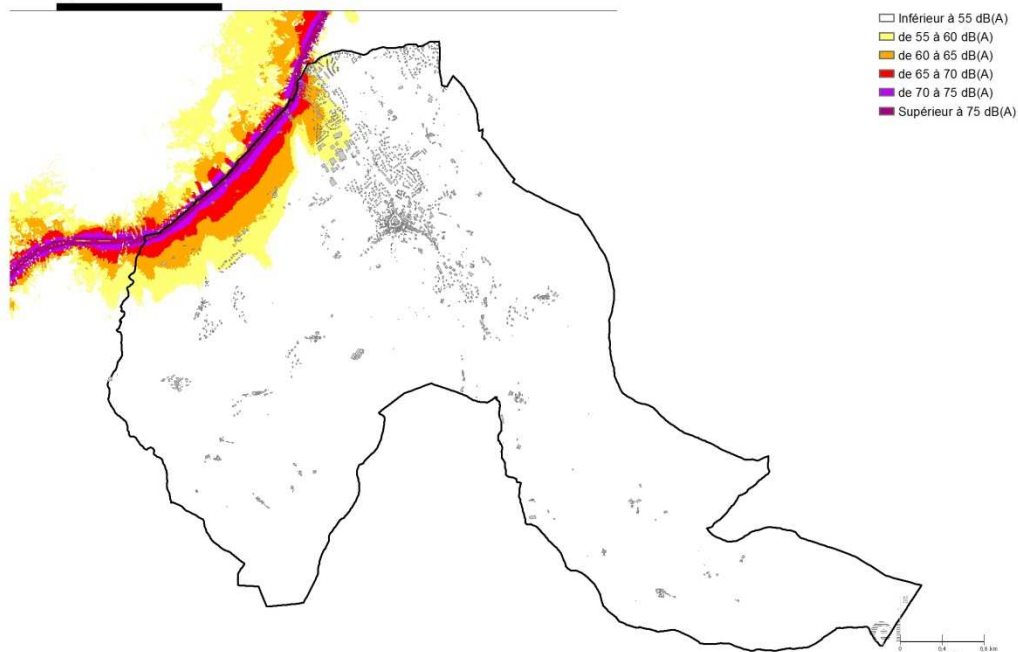 Inférieur à 55 dB(A)
de 55 à 60 dB(A)
de 60 à 65 dB(A)
de 65 à 70 dB(A)
de 70 à 75 dB(A)
Supérieur à 75 dB(A)
0 0,4 0,8 km